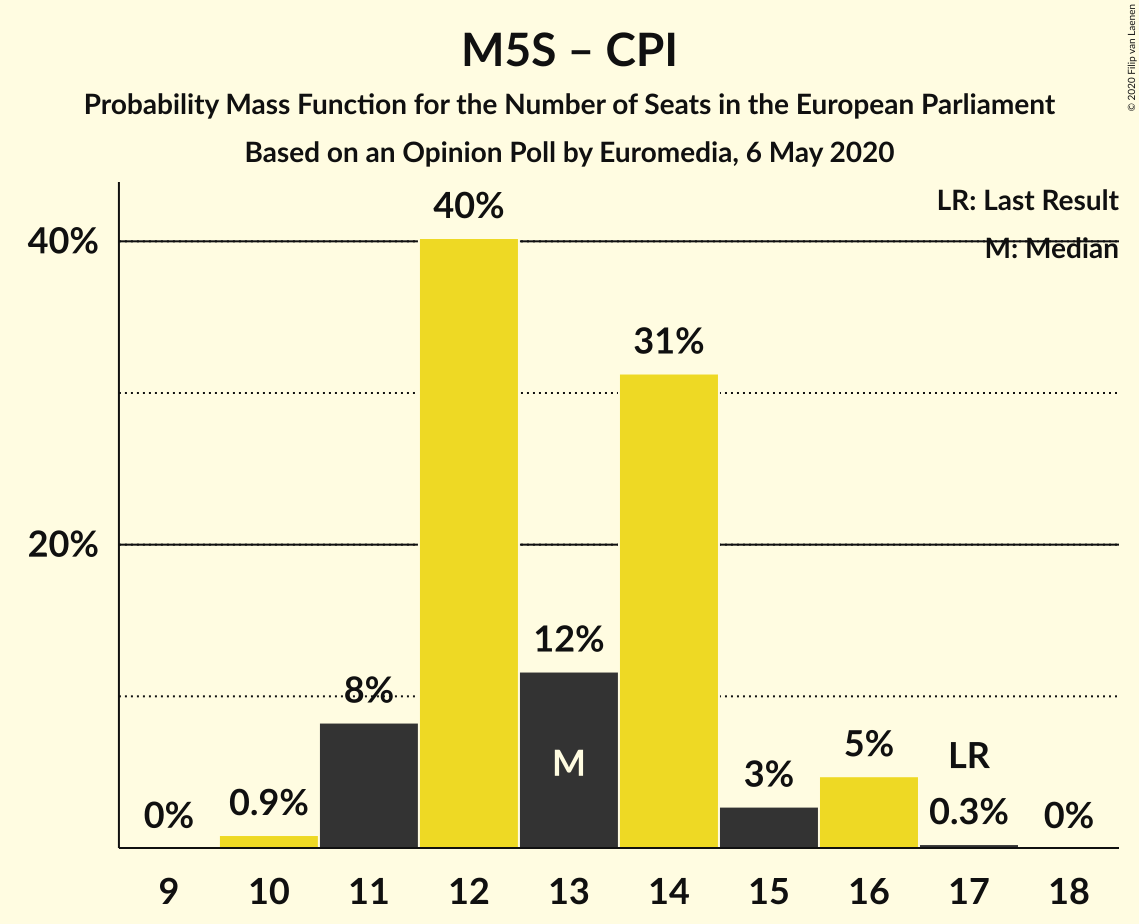 M5S – CPI
Probability Mass Function for the Number of Seats in the European Parliament
Based on an Opinion Poll by Euromedia, 6 May 2020
© 2020 Filip van Laenen
LR: Last Result
M: Median
40%
20%
0%
0.9%
8%
40%
12%
M
31%
3%
5%
LR
0.3%
0%
9
10
11
12
13
14
15
16
17
18